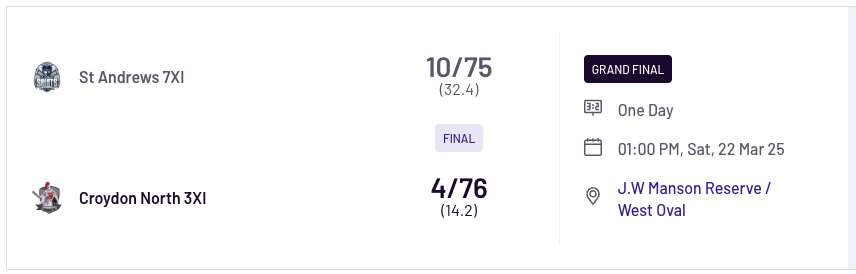 St Andrews 7XI
10/75
(32.4)
FINAL
Croydon North 3XI
4/76
(14.2)
GRAND FINAL
One Day
01:00 PM, Sat, 22 Mar 25
J.W Manson Reserve /
West Oval